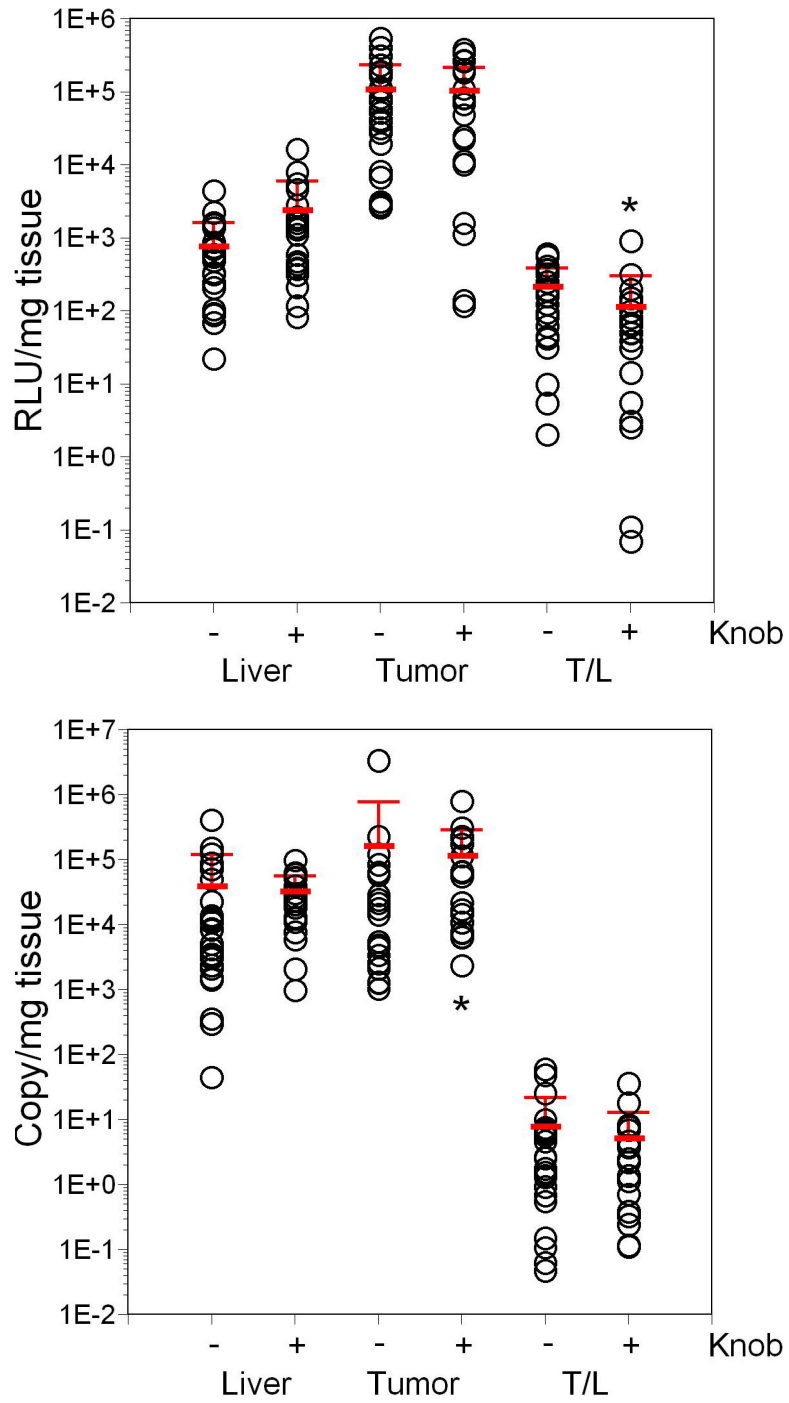 RLU/mg tissue
1E+6
1E+5
1E+4
1E+3
1E+2
1E+1
1E+0
1E-1
1E-2
*
- + - + - + Knob
Liver Tumor T/L
Copy/mg tissue
1E+7
1E+6
1E+5
1E+4
1E+3
1E+2
1E+1
1E+0
1E-1
1E-2
*
- + - + - + Knob
Liver Tumor T/L